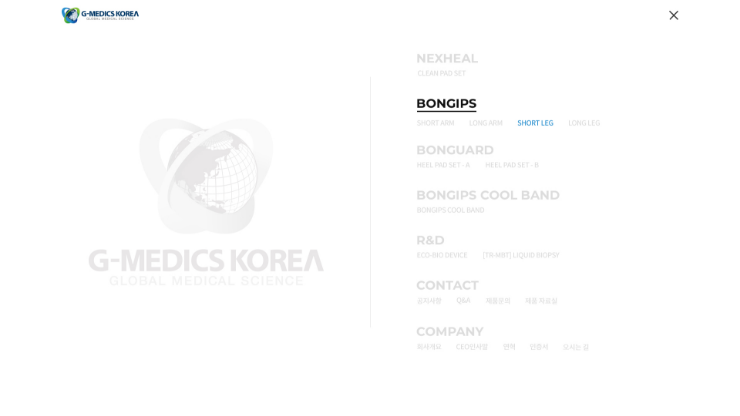 G-MEDICS KOREA
GLOBAL MEDICAL SCIENCE
G-MEDICS KOREA
GLOBAL MEDICAL SCIENCE
NEXHEAL
CLEAN PAD SET
BONGIPS
SHORT ARM LONG ARM SHORT LEG LONG LEG
BONGUARD
HEEL PAD SET - A HEEL PAD SET - B
BONGIPS COOL BAND
BONGIPS COOL BAND
R&D
ECO-BIO DEVICE [TR-HRT] LIQUID BIOPSY
CONTACT
공지사항 Q&A 제품문의 제품 자료실
COMPANY
회사개요 CEO인사말 연혁 인증서 오시는 길